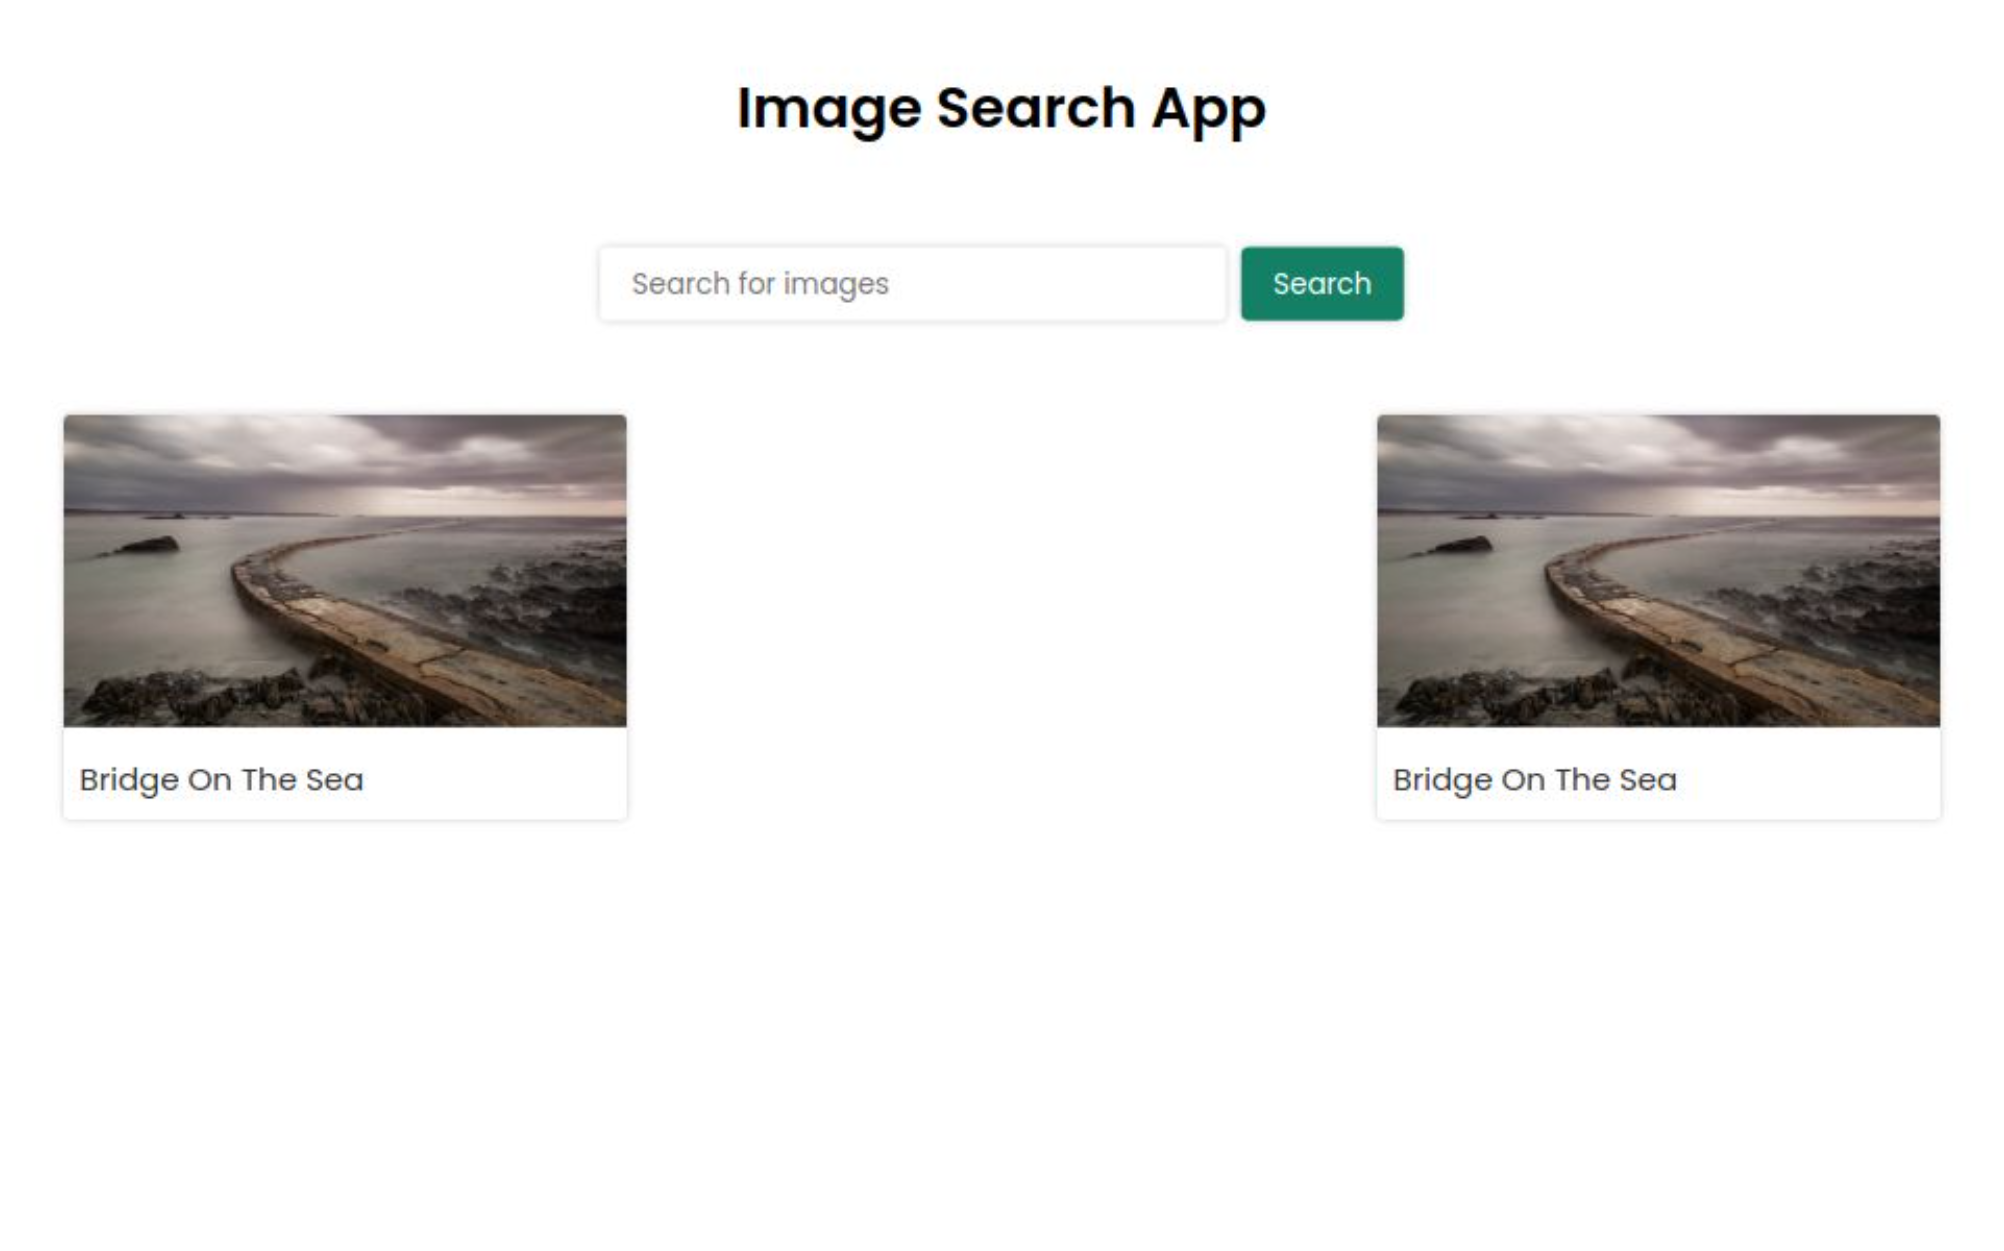 Image Search App
Search for images
Search
Bridge On The Sea
Bridge On The Sea